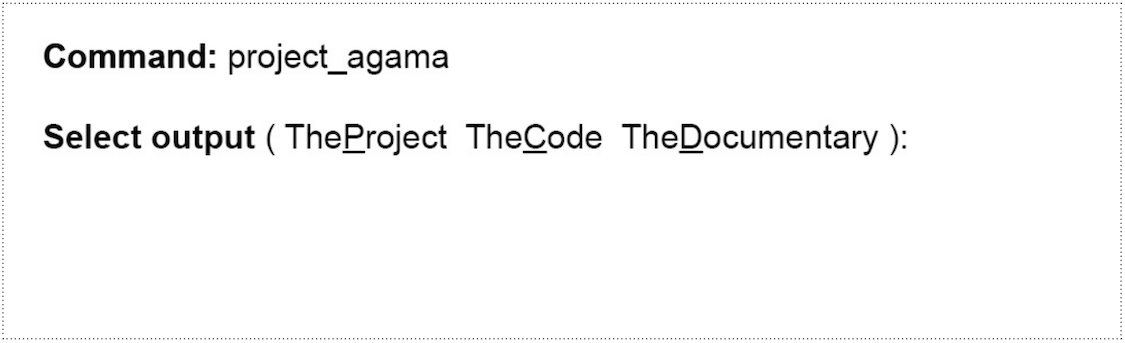 Command: project_agama
Select output ( TheProject TheCode TheDocumentary ):